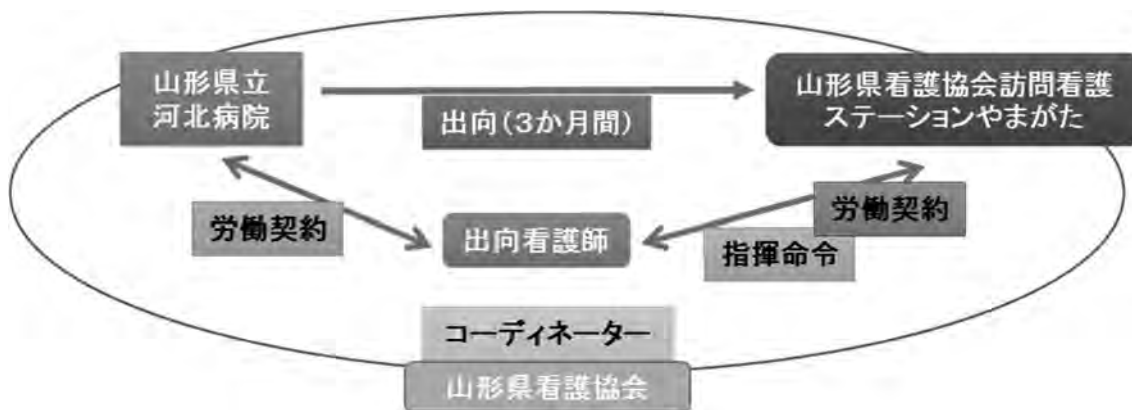 山形県立
河北病院
出向（3か月間）
山形県看護協会訪問看護
ステーションやまがた
労働契約
出向看護師
労働契約
指揮命令
コーディネーター
山形県看護協会